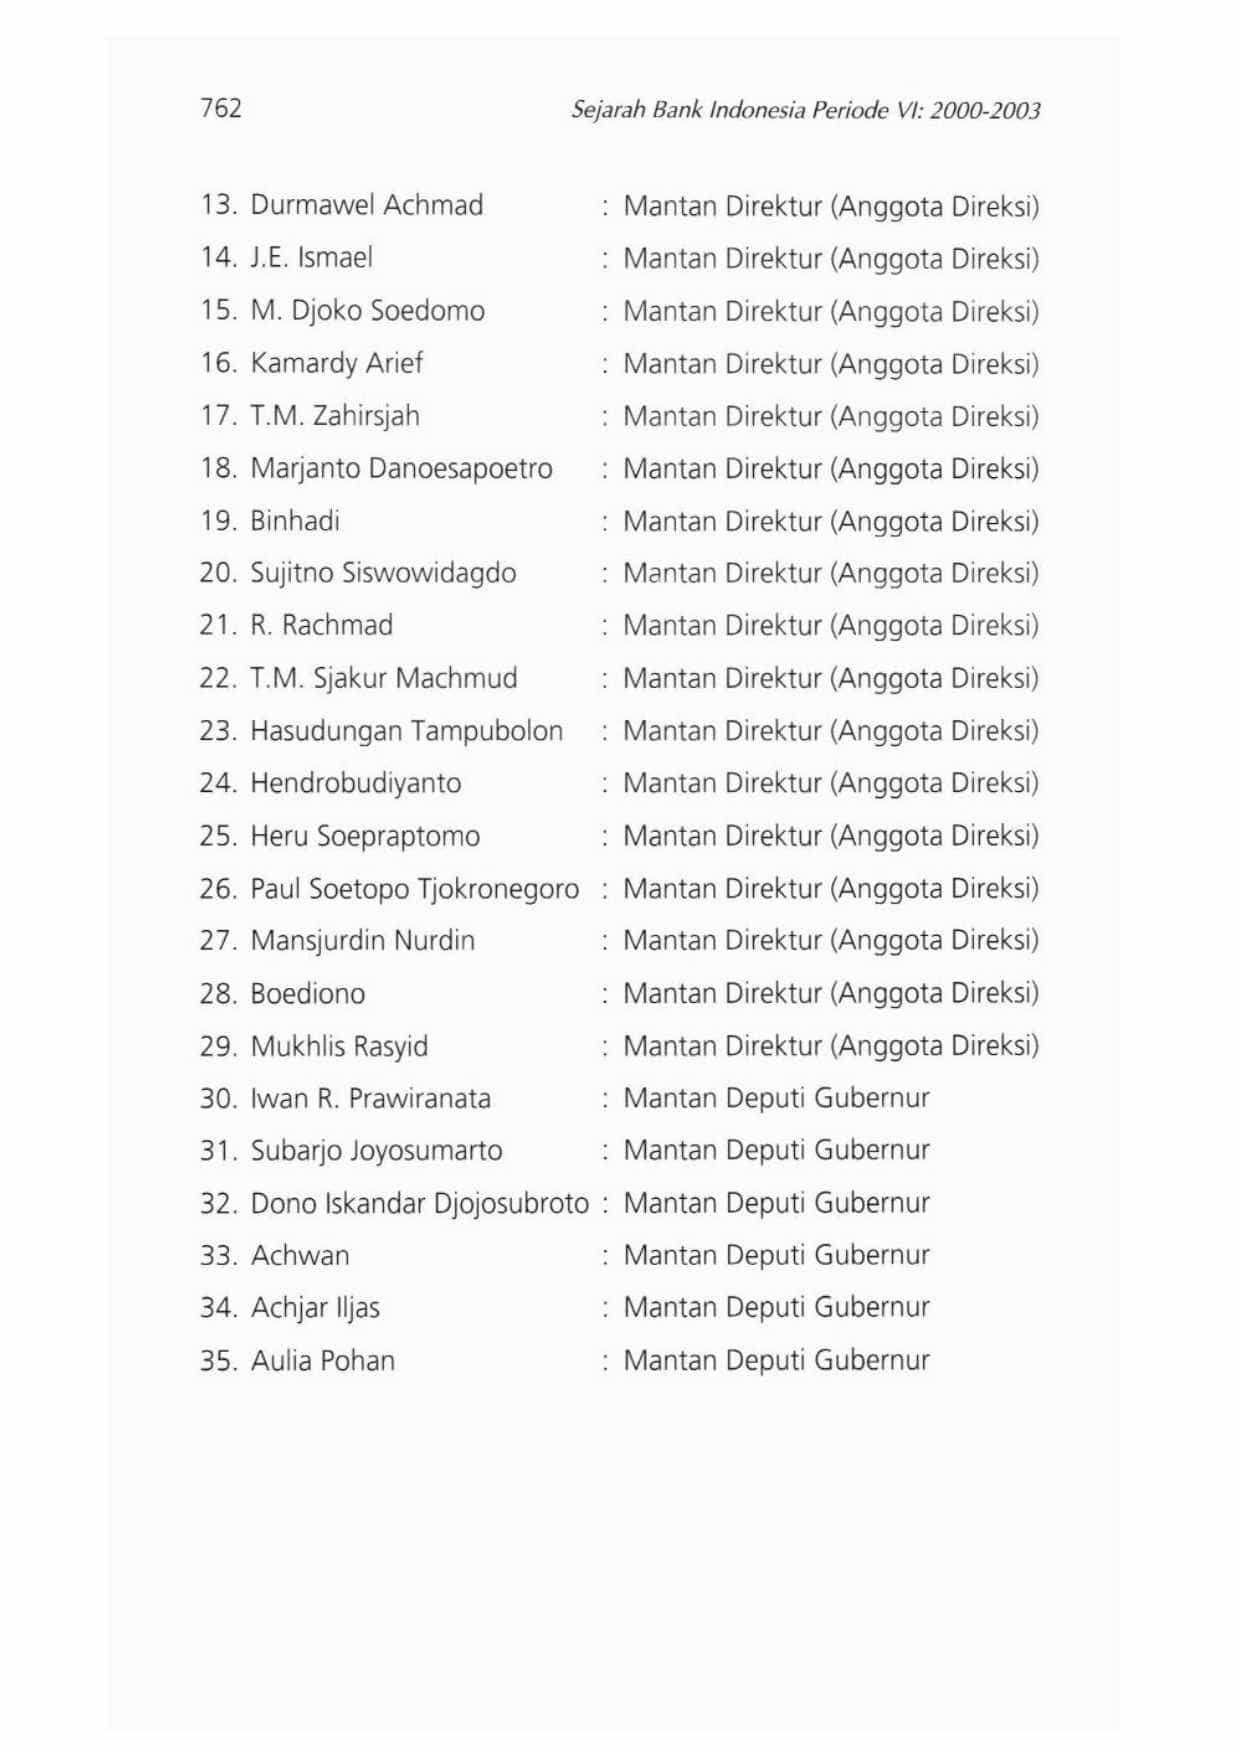 762 Sejarah Bank Indonesia Periode VI: 2000-2003
13. Durmawel Achmad : Mantan Direktur (Anggota Direksi)
14. J.E. Ismael : Mantan Direktur (Anggota Direksi)
15. M. Djoko Soedomo : Mantan Direktur (Anggota Direksi)
16. Kamardy Arief : Mantan Direktur (Anggota Direksi)
17. T.M. Zahirsjah : Mantan Direktur (Anggota Direksi)
18. Marjanto Danoesapoetro : Mantan Direktur (Anggota Direksi)
19. Binhadi : Mantan Direktur (Anggota Direksi)
20. Sujitno Siswowidagdo : Mantan Direktur (Anggota Direksi)
21. R. Rachmad : Mantan Direktur (Anggota Direksi)
22. T.M. Sjakur Machmud : Mantan Direktur (Anggota Direksi)
23. Hasudungan Tampubolon : Mantan Direktur (Anggota Direksi)
24. Hendrobudiyanto : Mantan Direktur (Anggota Direksi)
25. Heru Soepraptomo : Mantan Direktur (Anggota Direksi)
26. Paul Soetopo Tjokronegoro : Mantan Direktur (Anggota Direksi)
27. Mansjurdin Nurdin : Mantan Direktur (Anggota Direksi)
28. Boediono : Mantan Direktur (Anggota Direksi)
29. Mukhlis Rasyid : Mantan Direktur (Anggota Direksi)
30. Iwan R. Prawiranata : Mantan Deputi Gubernur
31. Subarjo Joyosumarto : Mantan Deputi Gubernur
32. Dono Iskandar Djojosubroto : Mantan Deputi Gubernur
33. Achwan : Mantan Deputi Gubernur
34. Achjar Iljas : Mantan Deputi Gubernur
35. Aulia Pohan : Mantan Deputi Gubernur